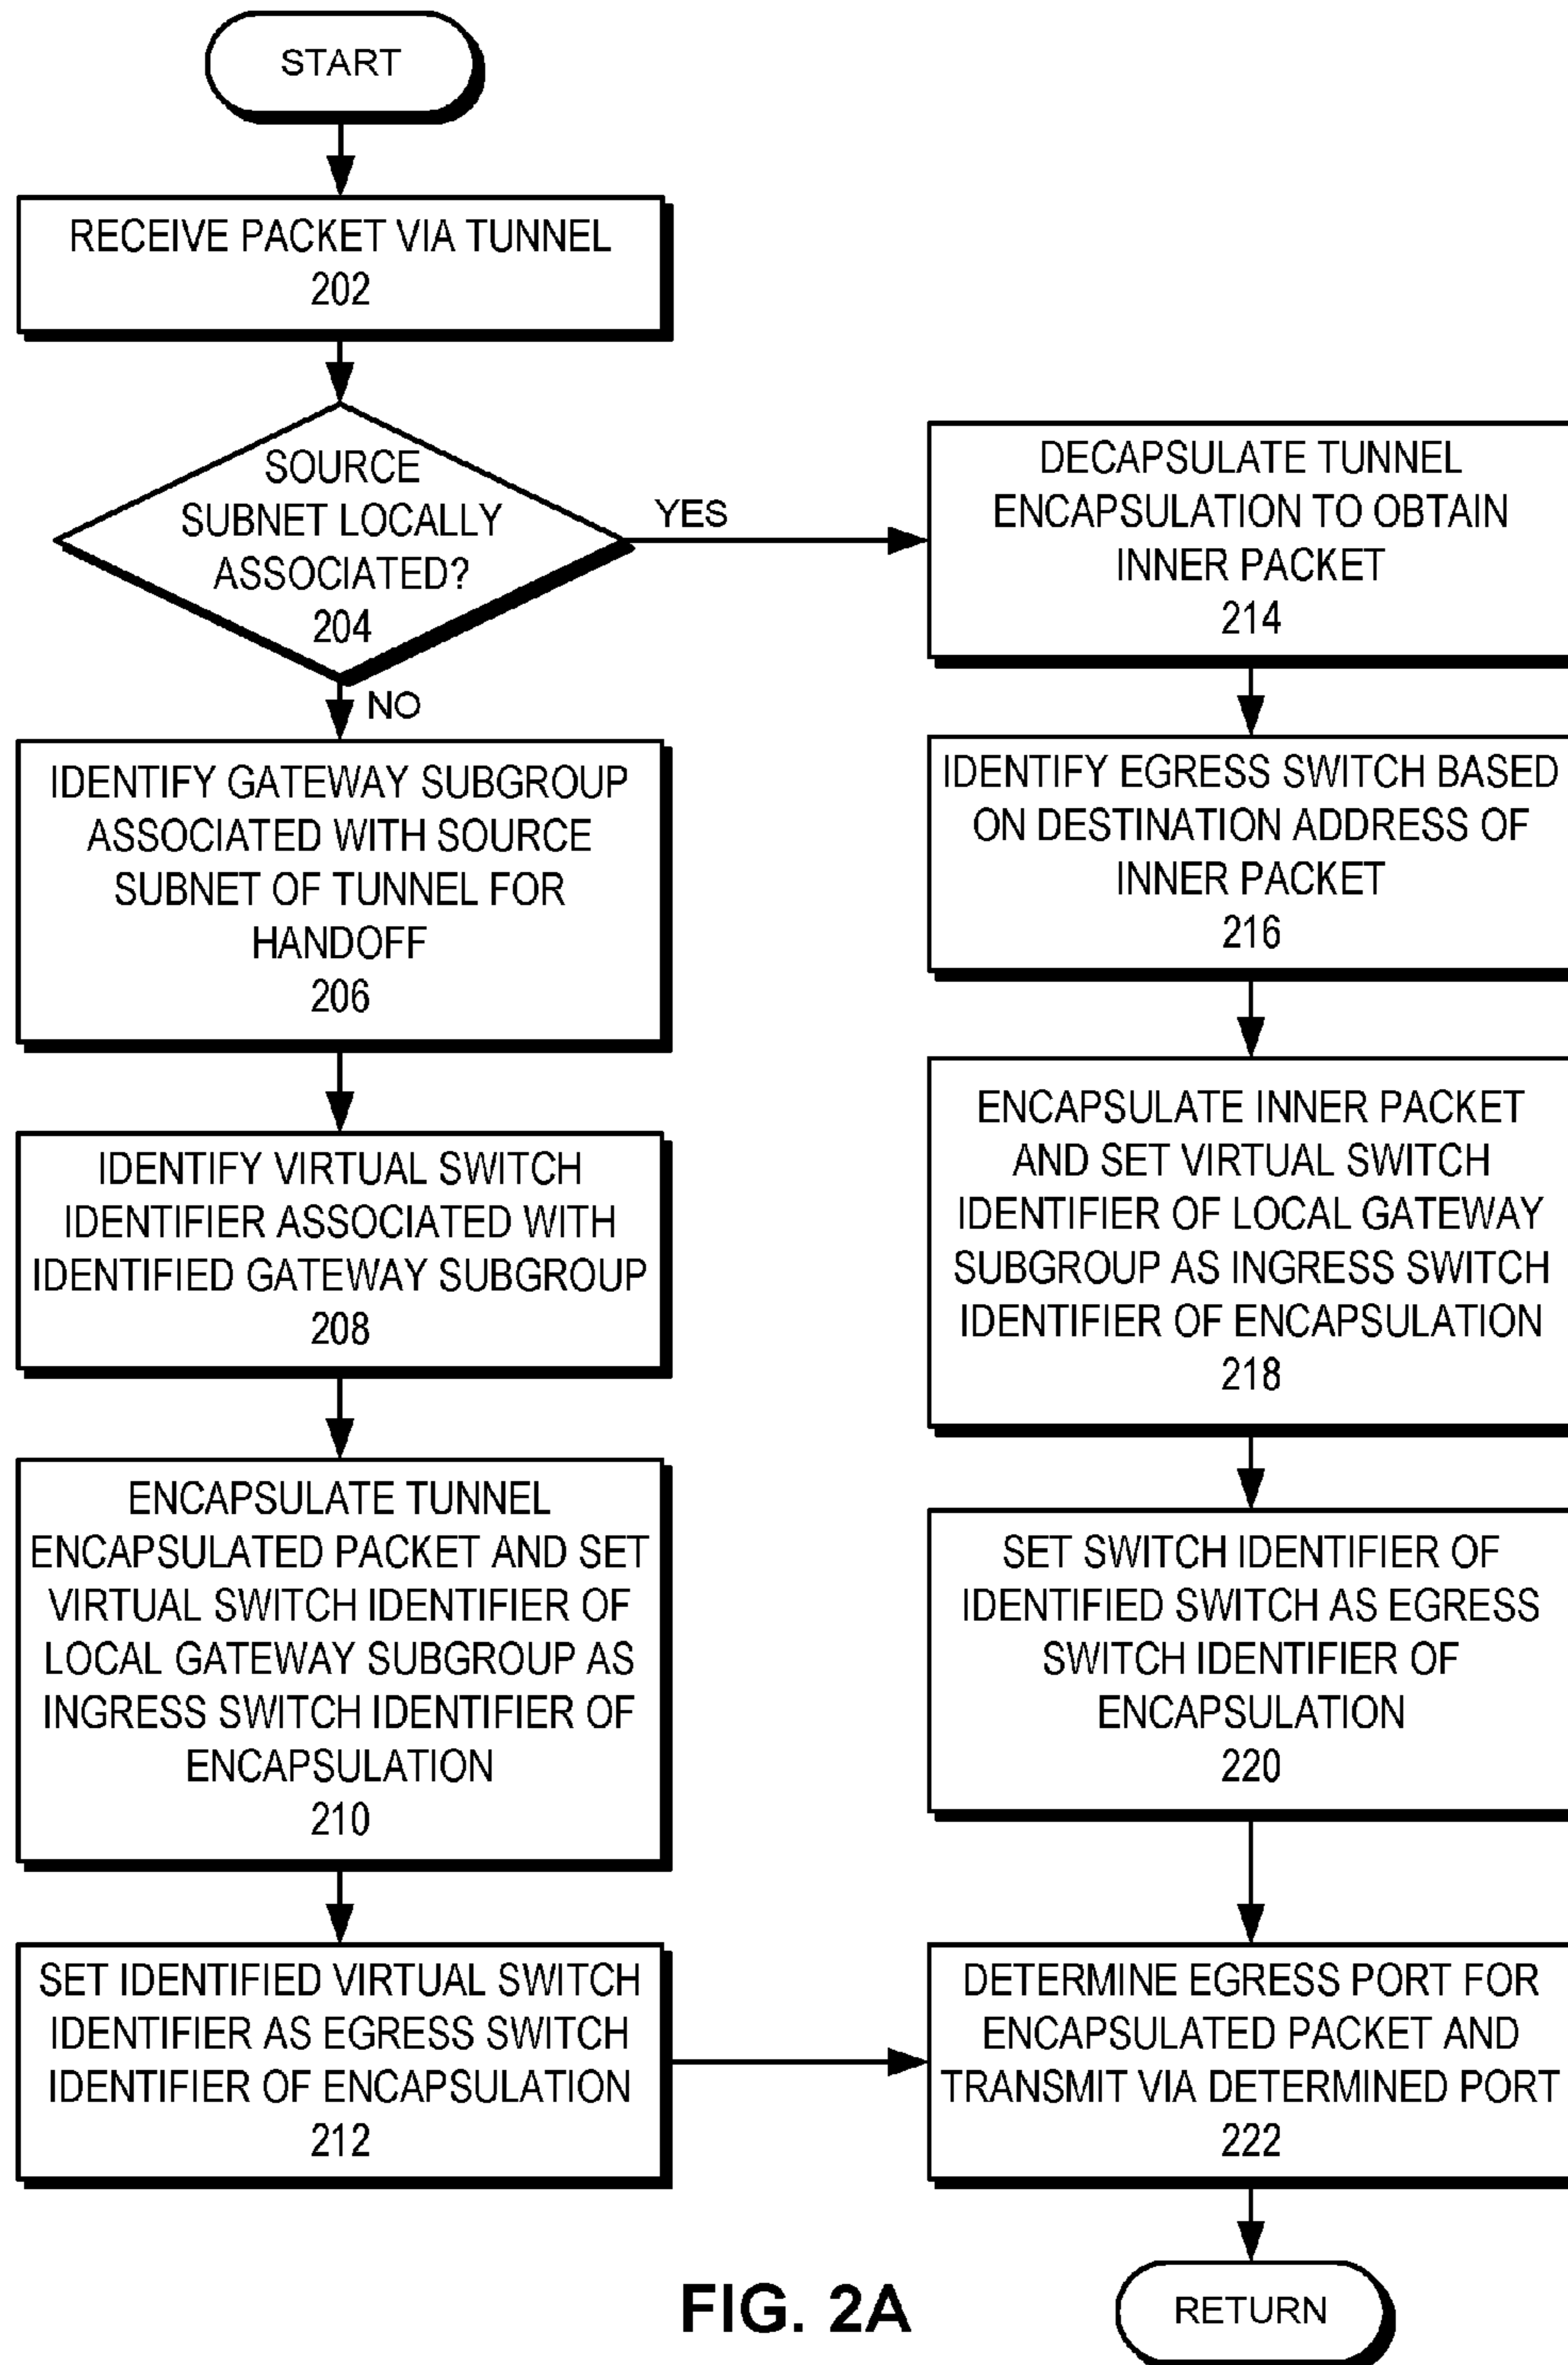 START
RECEIVE PACKET VIA TUNNEL
202
SOURCE
SUBNET LOCALLY
ASSOCIATED?
204
YES
NO
IDENTIFY GATEWAY SUBGROUP
ASSOCIATED WITH SOURCE
SUBNET OF TUNNEL FOR
HANDOFF
206
IDENTIFY VIRTUAL SWITCH
IDENTIFIER ASSOCIATED WITH
IDENTIFIED GATEWAY SUBGROUP
208
ENCAPSULATE TUNNEL
ENCAPSULATED PACKET AND SET
VIRTUAL SWITCH IDENTIFIER OF
LOCAL GATEWAY SUBGROUP AS
INGRESS SWITCH IDENTIFIER OF
ENCAPSULATION
210
SET IDENTIFIED VIRTUAL SWITCH
IDENTIFIER AS EGRESS SWITCH
IDENTIFIER OF ENCAPSULATION
212
DECAPSULATE TUNNEL
ENCAPSULATION TO OBTAIN
INNER PACKET
214
IDENTIFY EGRESS SWITCH BASED
ON DESTINATION ADDRESS OF
INNER PACKET
216
ENCAPSULATE INNER PACKET
AND SET VIRTUAL SWITCH
IDENTIFIER OF LOCAL GATEWAY
SUBGROUP AS INGRESS SWITCH
IDENTIFIER OF ENCAPSULATION
218
SET SWITCH IDENTIFIER OF
IDENTIFIED SWITCH AS EGRESS
SWITCH IDENTIFIER OF
ENCAPSULATION
220
DETERMINE EGRESS PORT FOR
ENCAPSULATED PACKET AND
TRANSMIT VIA DETERMINED PORT
222
RETURN
FIG. 2A